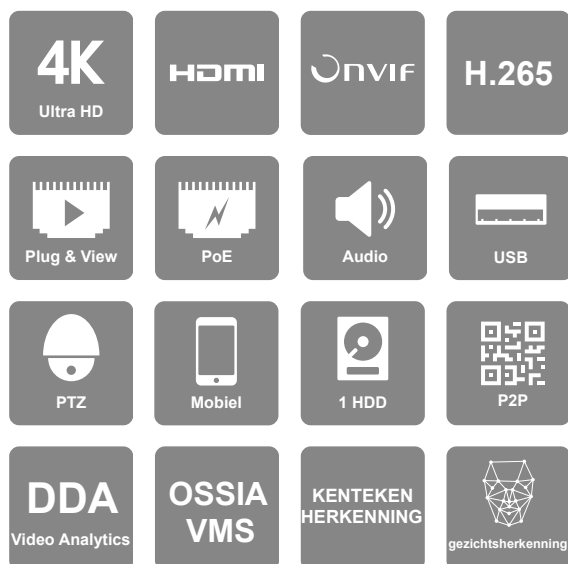 4K
Ultra HD
HDMI
ONVIF
H.265
Plug & View
PoE
Audio
USB
PTZ
Mobiel
1 HDD
P2P
DDA
Video Analytics
OSSIA
VMS
KENTEKEN
HERKENNING
gezichtsherkenning